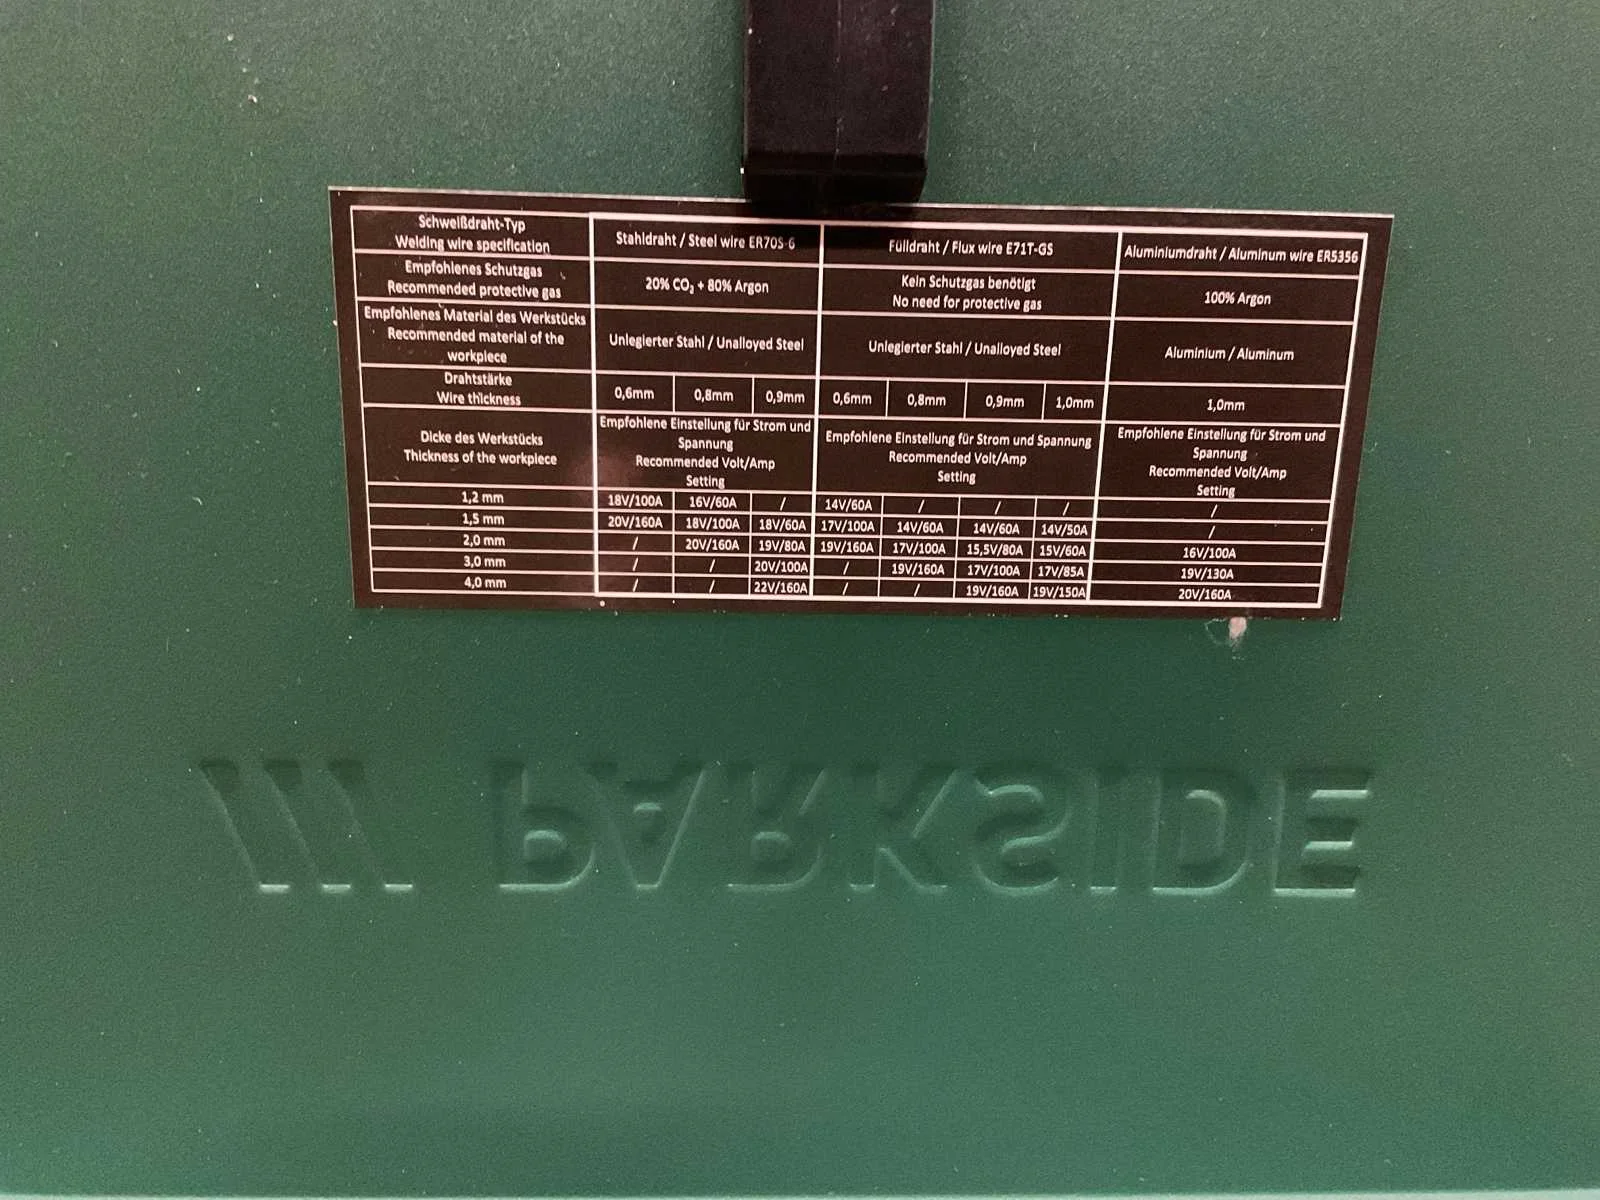 Schweißdraht-Typ
Welding wire specification
Stahldraht / Steel wire ER70S-6
Fülldraht / Flux wire E71T-GS
Aluminiumdraht / Aluminum wire ER5356
Empfohlenes Schutzgas
Recommended protective gas
20% CO₂ + 80% Argon
Kein Schutzgas benötigt
No need for protective gas
100% Argon
Empfohlenes Material des Werkstücks
Recommended material of the
workpiece
Unlegierter Stahl / Unalloyed Steel
Unlegierter Stahl / Unalloyed Steel
Aluminium / Aluminum
Drahtstärke
Wire thickness
0,6mm 0,8mm 0,9mm 0,6mm 0,8mm 0,9mm 1,0mm 1,0mm
Dicke des Werkstücks
Thickness of the workpiece
Empfohlene Einstellung für Strom und
Spannung
Recommended Volt/Amp
Setting
Empfohlene Einstellung für Strom und Spannung
Recommended Volt/Amp
Setting
Empfohlene Einstellung für Strom und
Spannung
Recommended Volt/Amp
Setting
1,2 mm 18V/100A 16V/60A / 14V/60A / / / /
1,5 mm 20V/160A 18V/100A 18V/60A 17V/100A 14V/60A 14V/60A 14V/50A /
2,0 mm / 20V/160A 19V/80A 19V/160A 17V/100A 15,5V/80A 15V/60A 16V/100A
3,0 mm / / 20V/100A / 19V/160A 17V/100A 17V/85A 19V/130A
4,0 mm / / 22V/160A / / 19V/160A 19V/150A 20V/160A
PARKSIDE